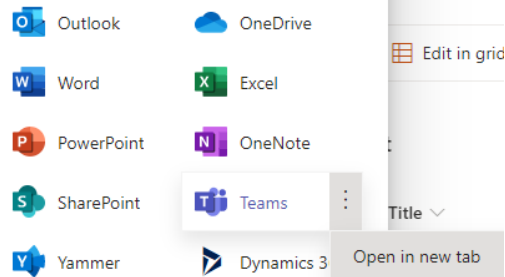 Outlook
OneDrive
Edit in grid
Word
Excel
PowerPoint
OneNote
SharePoint
Teams
Title
Yammer
Dynamics 3
Open in new tab